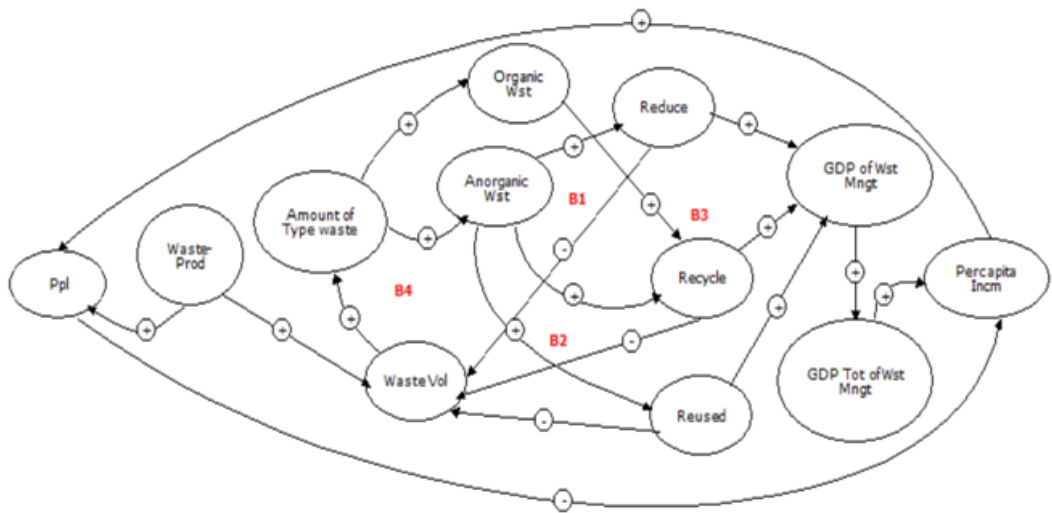 +
Organic
Wst
Reduce
+
+
GDP of Wst
Mngt
+
Anorganic
Wst
B1
+
B3
Amount of
Type waste
+
+
Waste-
Prod
-
Ppl
B4
Recycle
+
Percapita
Incm
+
+
+
+
+
+
B2
-
Waste Vol
GDP Tot of Wst
Mngt
Reused
-
-